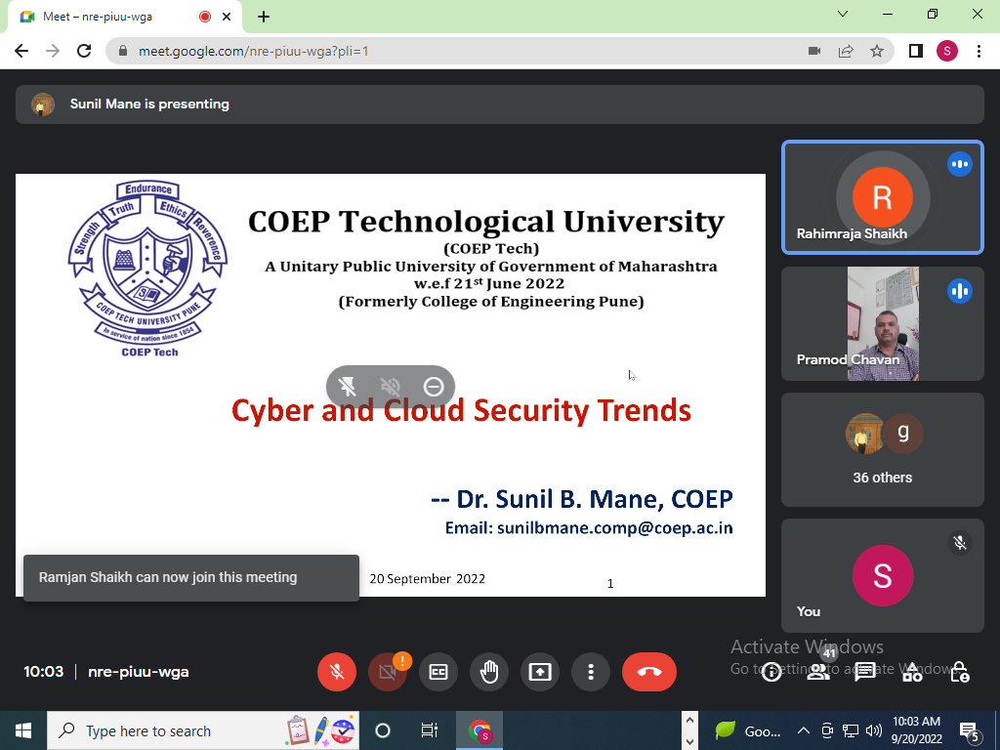 Meet – nre-piuu-wga
meet.google.com/nre-piuu-wga?pli=1
S
Sunil Mane is presenting
Endurance
Truth
Ethics
Strength
Reverence
COEP TECH UNIVERSITY PUNE
In service of nation since 1854
COEP Tech
COEP Technological University
(COEP Tech)
A Unitary Public University of Government of Maharashtra
w.e.f 21st June 2022
(Formerly College of Engineering Pune)
Cyber and Cloud Security Trends
-- Dr. Sunil B. Mane, COEP
Email: sunilbmane.comp@coep.ac.in
20 September 2022
1
Ramjan Shaikh can now join this meeting
R
Rahimraja Shaikh
Pramod Chavan
g
36 others
S
You
Activate Windows
Go to Settings to activate Windows.
10:03
nre-piuu-wga
!
CC
41
Type here to search
S
Goo...
10:03 AM
9/20/2022
5